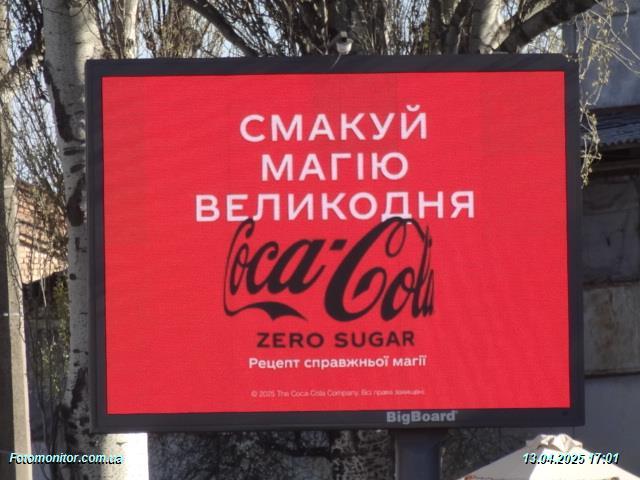 СМАКУЙ
МАГІЮ
ВЕЛИКОДНЯ
Coca-Cola
ZERO SUGAR
Рецепт справжньої магії
© 2025 The Coca-Cola Company. Всі права захищені.
BigBoard
Fotomonitor.com.ua
13.04.2025 17:01